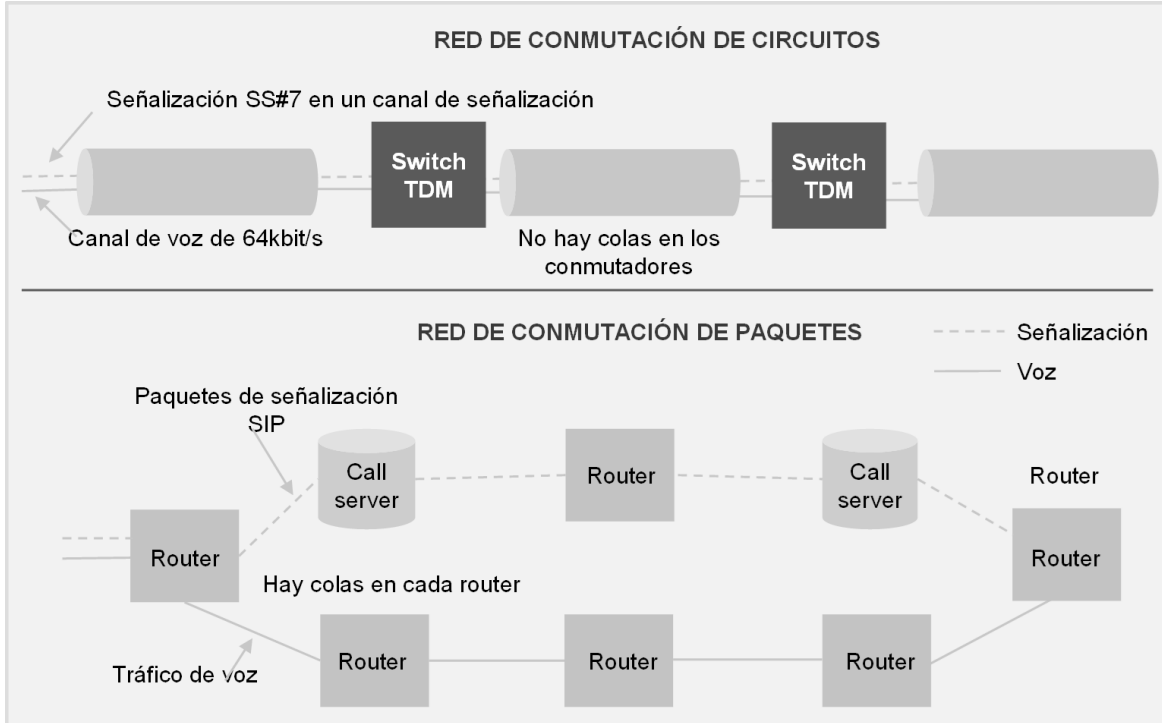 RED DE CONMUTACIÓN DE CIRCUITOS
Señalización SS#7 en un canal de señalización
Switch
TDM
Switch
TDM
Canal de voz de 64kbit/s
No hay colas en los
conmutadores
RED DE CONMUTACIÓN DE PAQUETES
Señalización
Voz
Paquetes de señalización
SIP
Call
server
Router
Call
server
Router
Router
Router
Hay colas en cada router
Router
Router
Router
Tráfico de voz